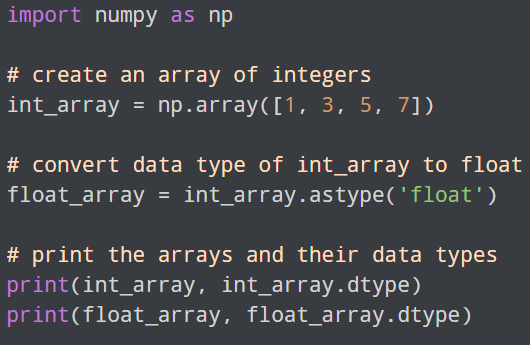 import numpy as np
# create an array of integers
int_array = np.array([1, 3, 5, 7])
# convert data type of int_array to float
float_array = int_array.astype('float')
# print the arrays and their data types
print(int_array, int_array.dtype)
print(float_array, float_array.dtype)